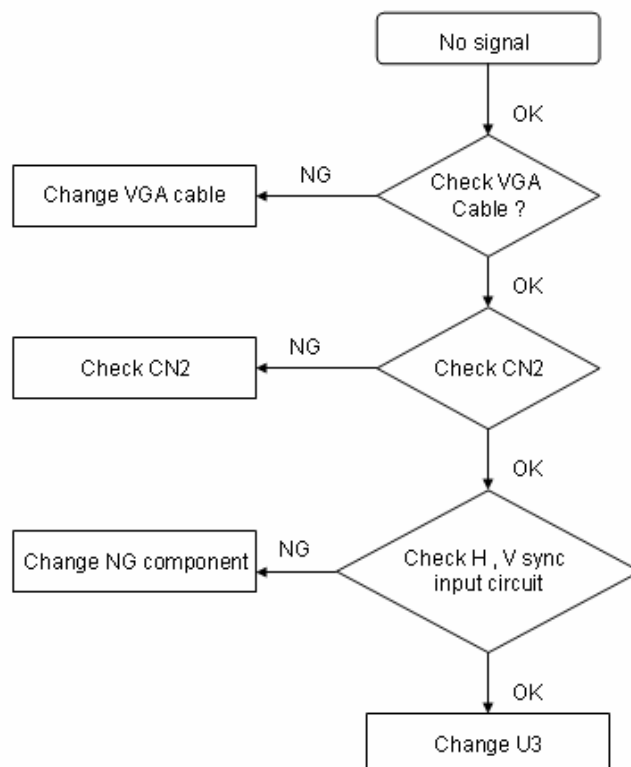 No signal
OK
Check VGA
Cable ?
NG
Change VGA cable
OK
Check CN2
NG
Check CN2
OK
Check H , V sync
input circuit
NG
Change NG component
OK
Change U3